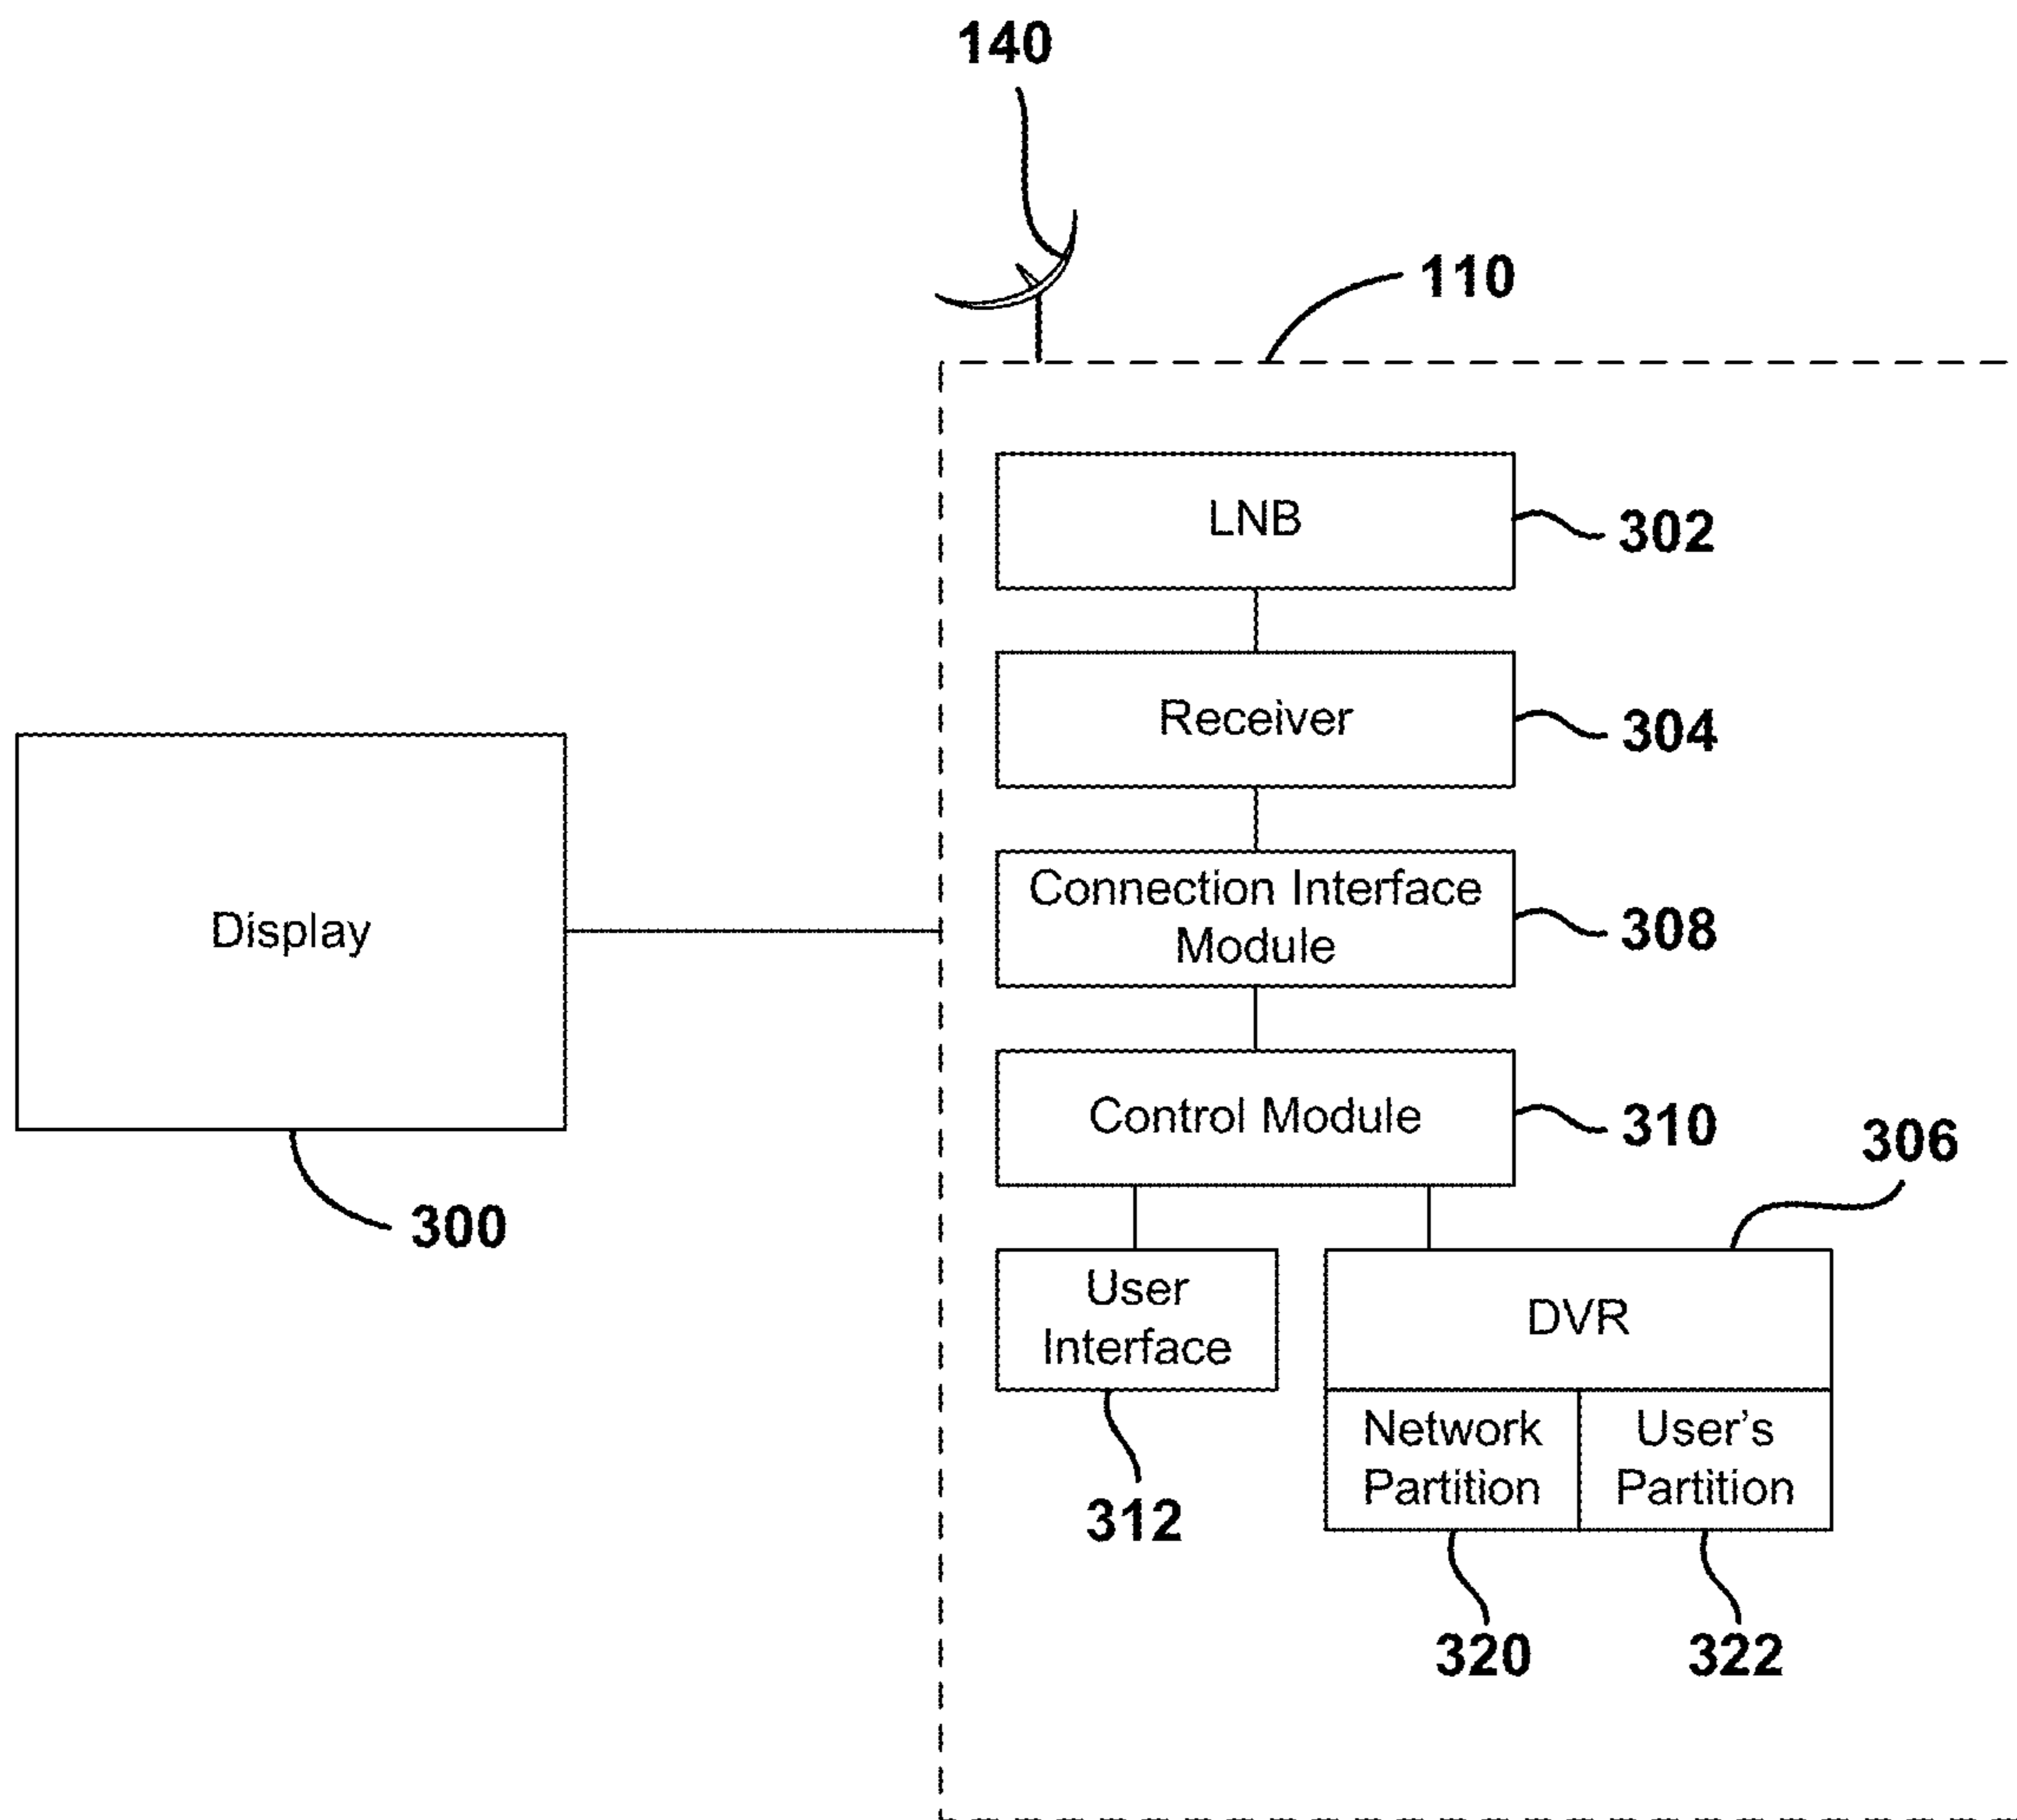 140
110
LNB
302
Receiver
304
Connection Interface
Module
308
Display
300
Control Module
310
306
User
Interface
312
DVR
Network
Partition
User's
Partition
320
322